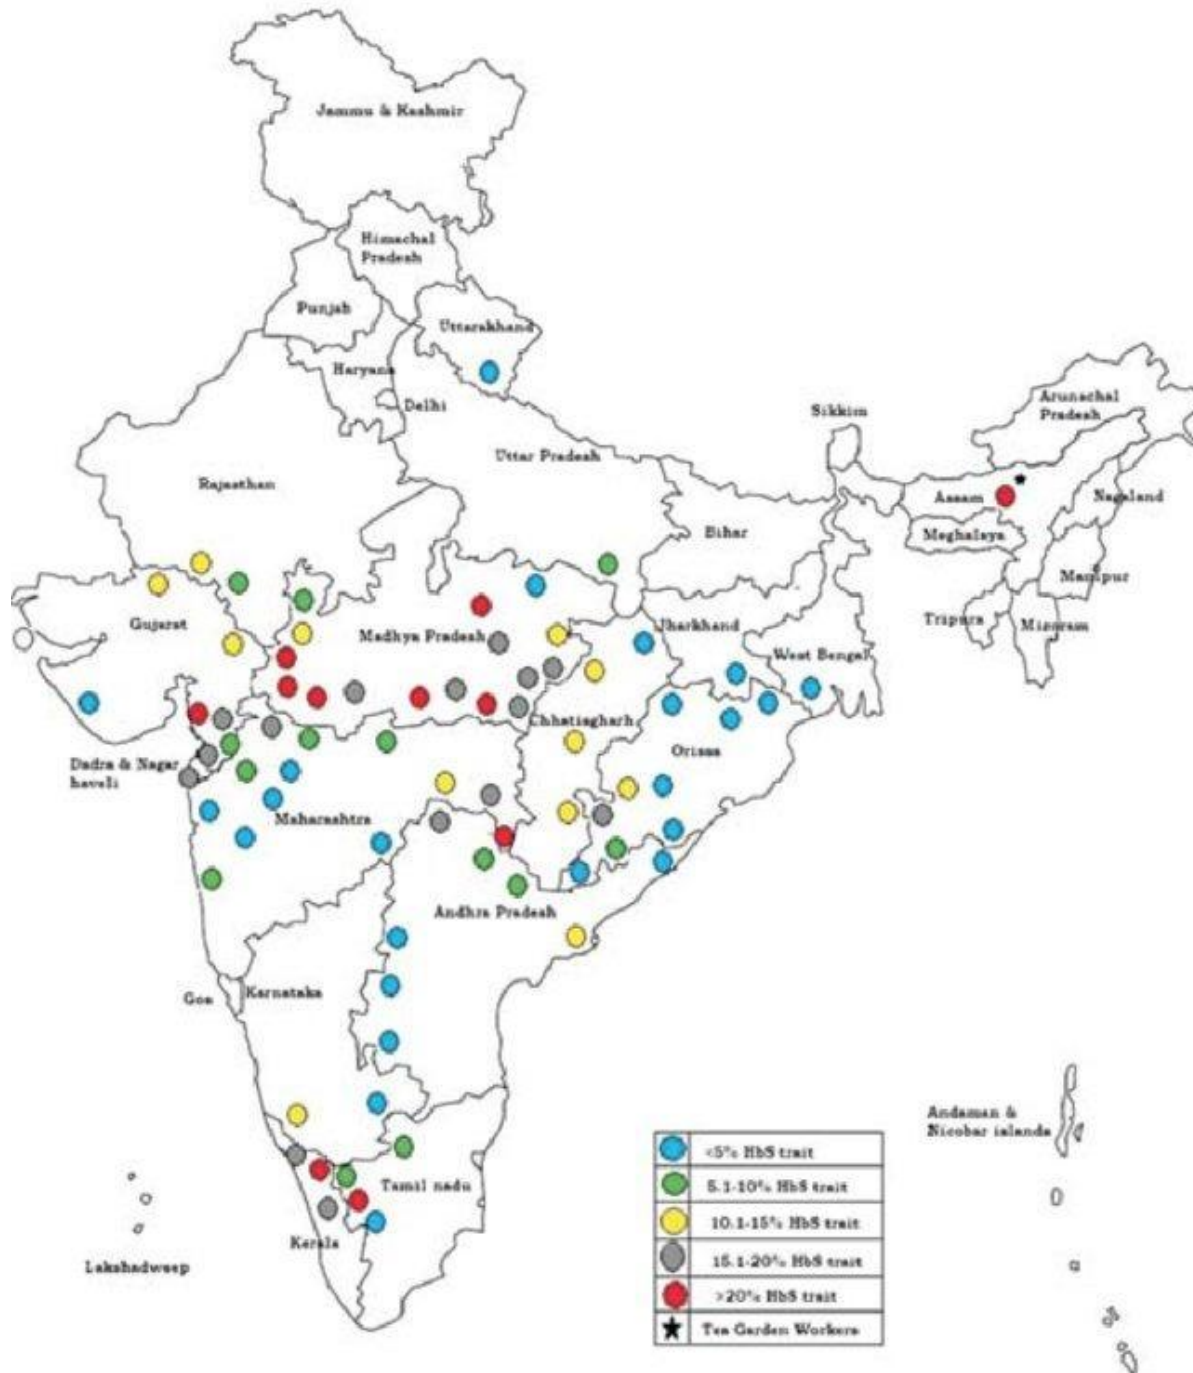 Jammu & Kashmir
Himachal
Pradesh
Punjab
Uttarakhand
Haryana
Delhi
Sikkim
Arunachal
Pradesh
Uttar Pradesh
Rajasthan
Assam
Nagaland
Bihar
Meghalaya
Manipur
Gujarat
Madhya Pradesh
Jharkhand
Tripura
Mizoram
West Bengal
Chhatisgharh
Orissa
Dadra & Nagar
haveli
Maharashtra
Andhra Pradesh
Goa
Karnataka
Andaman &
Nicobar islands
Tamil nadu
Kerala
Lakshadweep
<5% HbS trait
5.1-10% HbS trait
10.1-15% HbS trait
15.1-20% HbS trait
>20% HbS trait
Tea Garden Workers